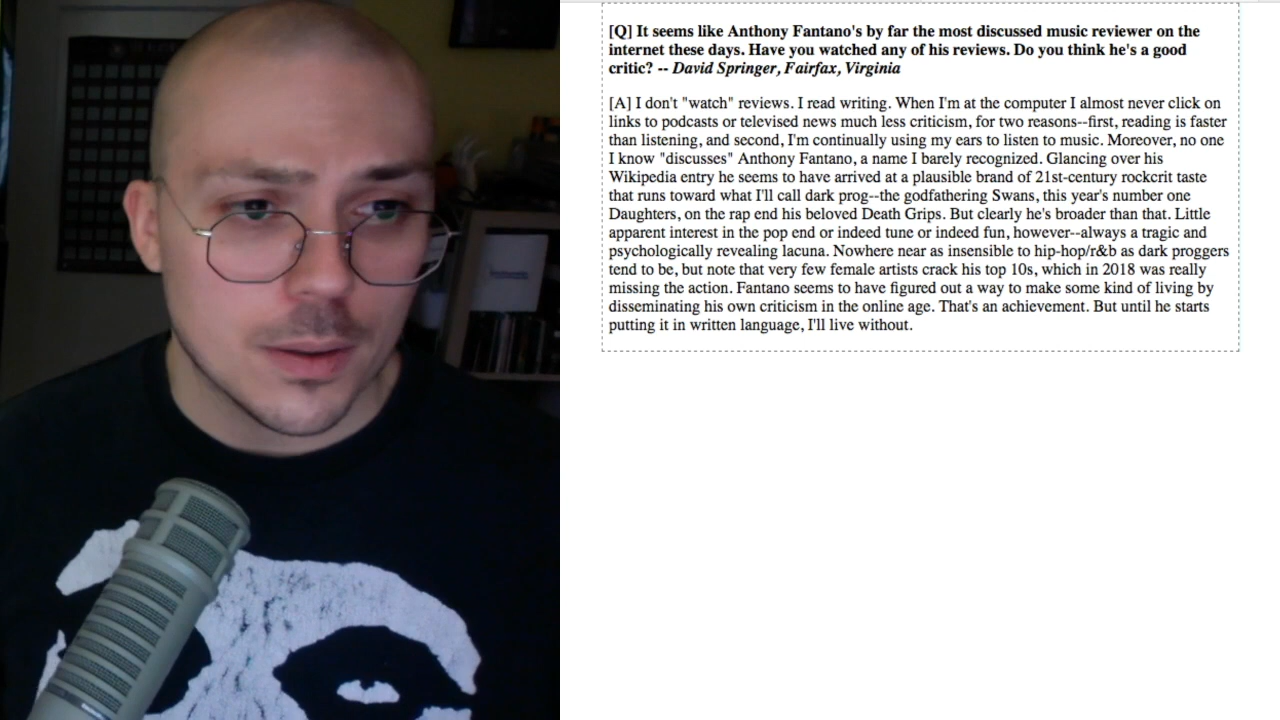 [Q] It seems like Anthony Fantano's by far the most discussed music reviewer on the
internet these days. Have you watched any of his reviews. Do you think he's a good
critic? -- David Springer, Fairfax, Virginia
[A] I don't "watch" reviews. I read writing. When I'm at the computer I almost never click on
links to podcasts or televised news much less criticism, for two reasons--first, reading is faster
than listening, and second, I'm continually using my ears to listen to music. Moreover, no one
I know "discusses" Anthony Fantano, a name I barely recognized. Glancing over his
Wikipedia entry he seems to have arrived at a plausible brand of 21st-century rockcrit taste
that runs toward what I'll call dark prog--the godfathering Swans, this year's number one
Daughters, on the rap end his beloved Death Grips. But clearly he's broader than that. Little
apparent interest in the pop end or indeed tune or indeed fun, however--always a tragic and
psychologically revealing lacuna. Nowhere near as insensible to hip-hop/r&b as dark proggers
tend to be, but note that very few female artists crack his top 10s, which in 2018 was really
missing the action. Fantano seems to have figured out a way to make some kind of living by
disseminating his own criticism in the online age. That's an achievement. But until he starts
putting it in written language, I'll live without.